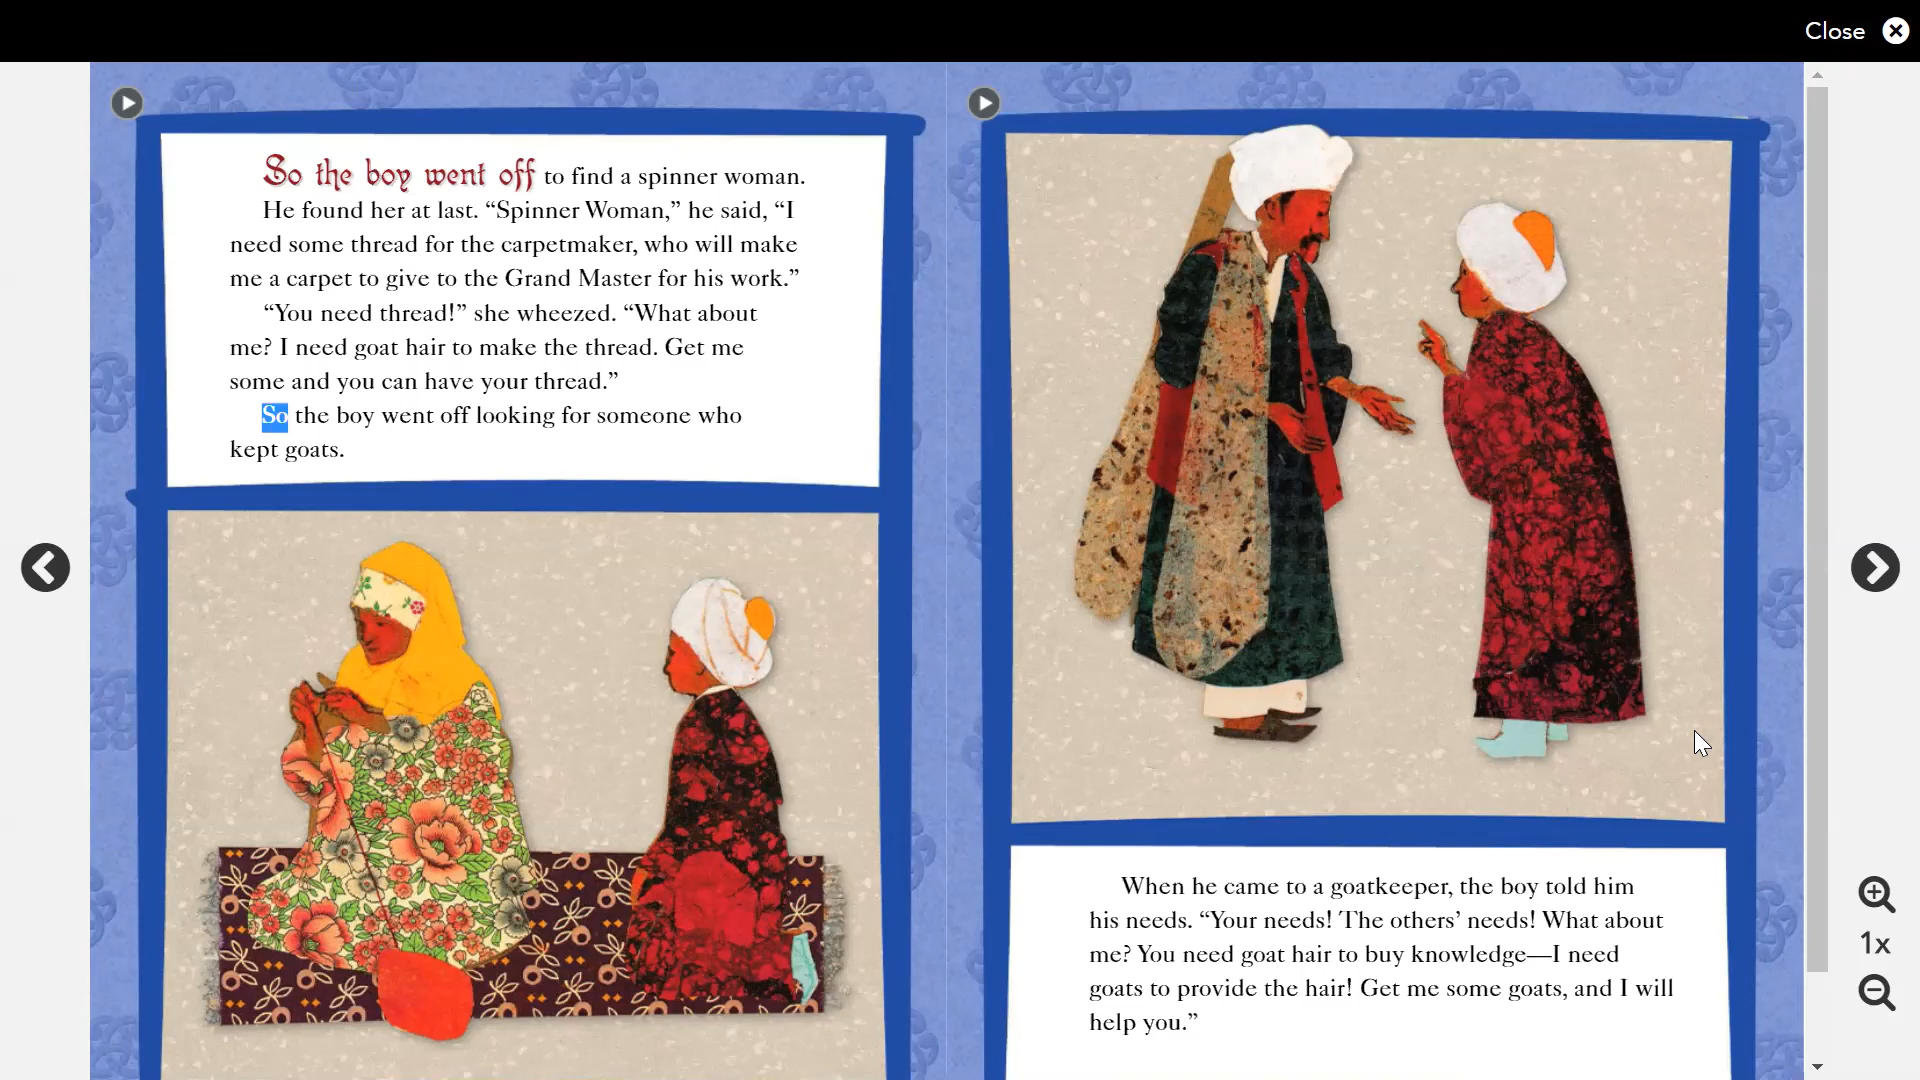 Close
So the boy went off to find a spinner woman.
He found her at last. “Spinner Woman,” he said, “I
need some thread for the carpetmaker, who will make
me a carpet to give to the Grand Master for his work.”
“You need thread!” she wheezed. “What about
me? I need goat hair to make the thread. Get me
some and you can have your thread.”
So the boy went off looking for someone who
kept goats.
When he came to a goatkeeper, the boy told him
his needs. “Your needs! The others’ needs! What about
me? You need goat hair to buy knowledge—I need
goats to provide the hair! Get me some goats, and I will
help you.”
1x